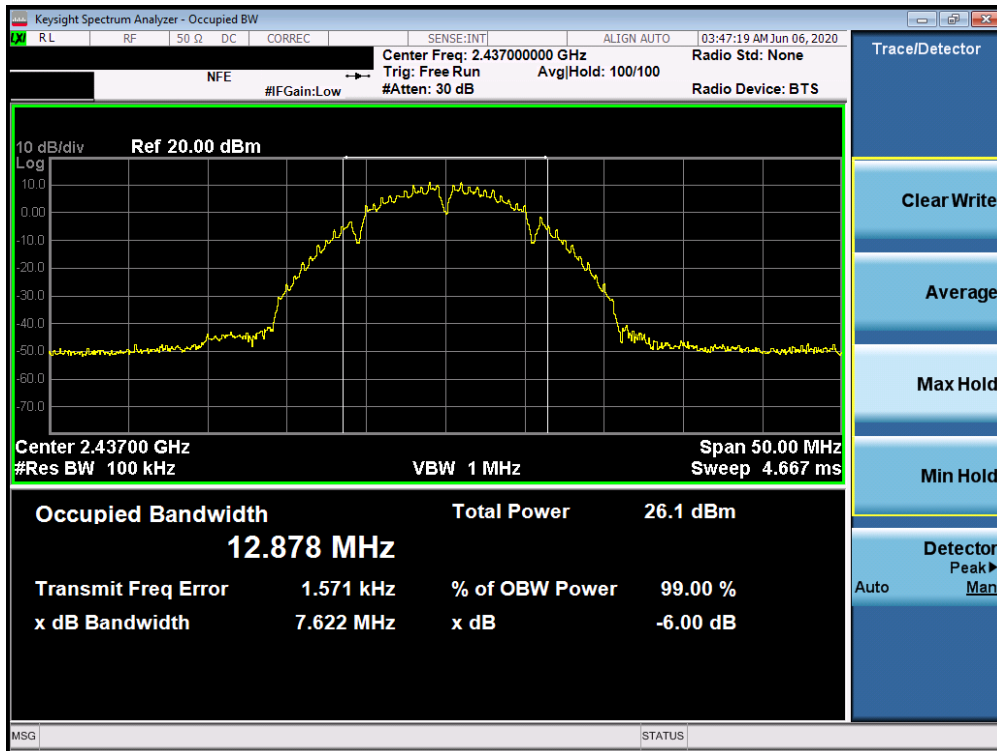 Keysight Spectrum Analyzer - Occupied BW
LXI RL RF 50 Ω DC CORREC SENSE:INT ALIGN AUTO 03:47:19 AM Jun 06, 2020
Center Freq: 2.437000000 GHz Radio Std: None
NFE Trig: Free Run Avg|Hold: 100/100
#IFGain:Low #Atten: 30 dB Radio Device: BTS
10 dB/div Ref 20.00 dBm
Log
10.0
0.00
-10.0
-20.0
-30.0
-40.0
-50.0
-60.0
-70.0
Center 2.43700 GHz Span 50.00 MHz
#Res BW 100 kHz VBW 1 MHz Sweep 4.667 ms
Occupied Bandwidth Total Power 26.1 dBm
12.878 MHz
Transmit Freq Error 1.571 kHz % of OBW Power 99.00 %
x dB Bandwidth 7.622 MHz x dB -6.00 dB
Trace/Detector
Clear Write
Average
Max Hold
Min Hold
Detector
Peak▶
Auto Man
MSG STATUS